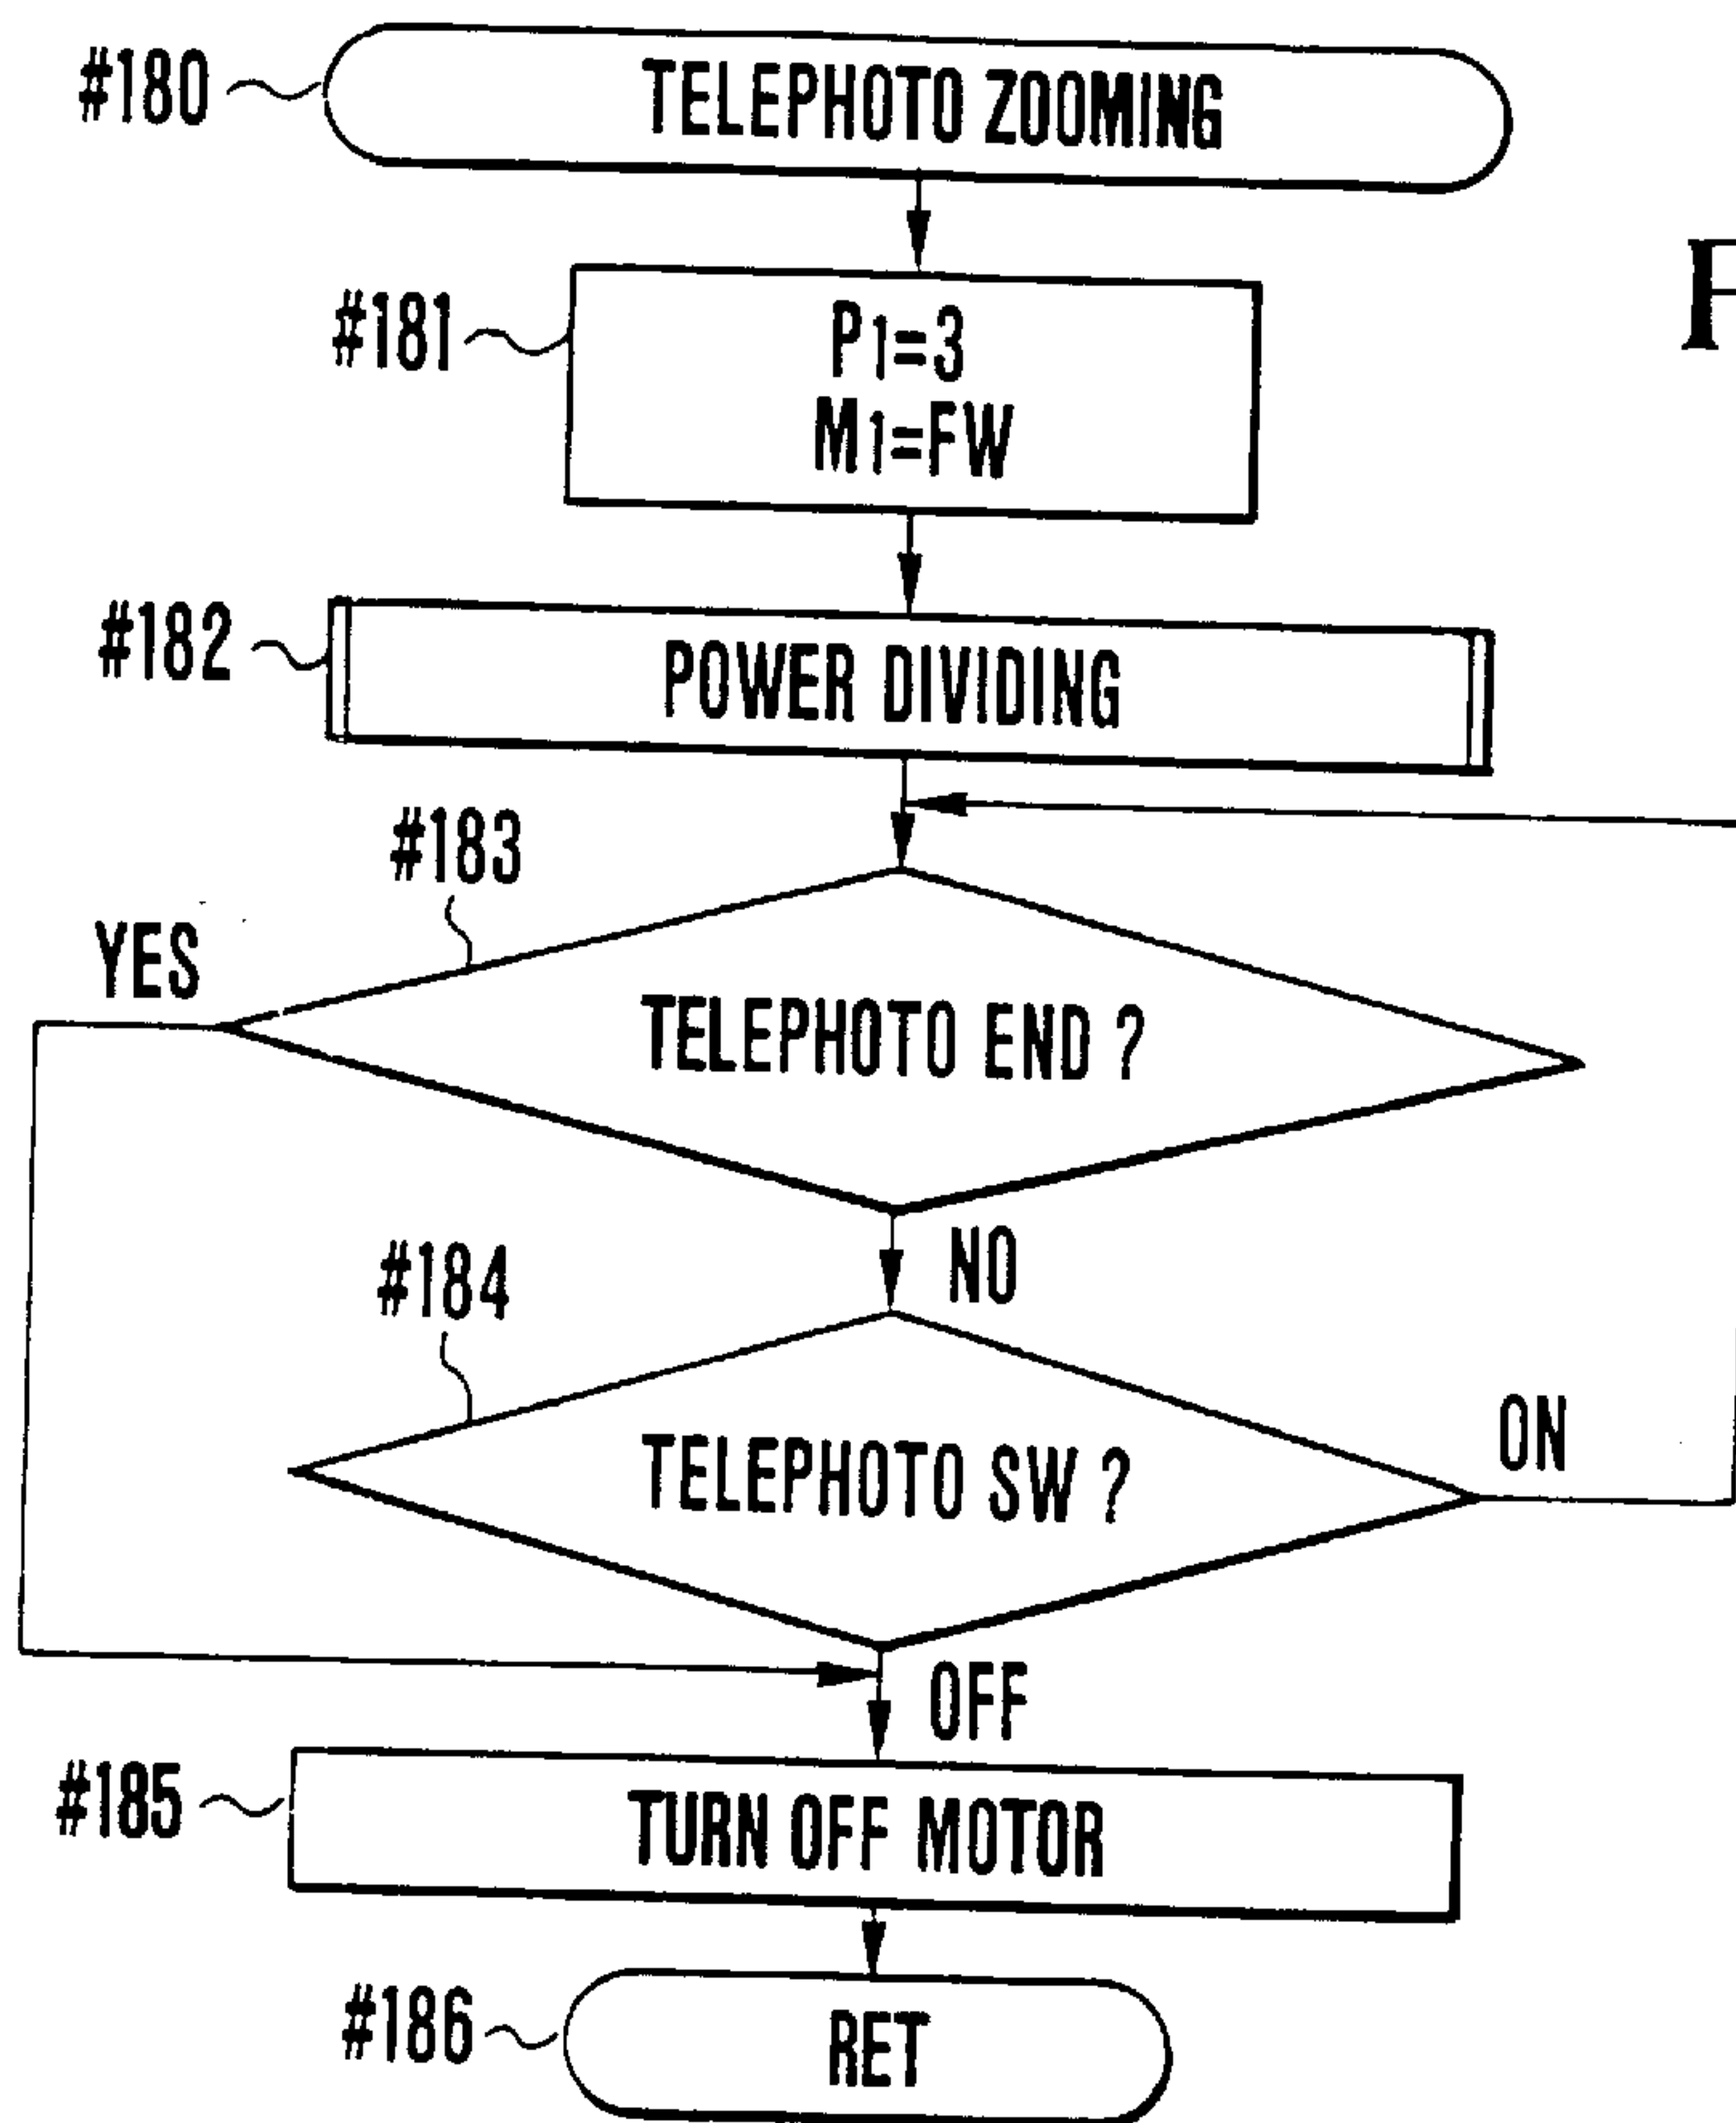 #180 TELEPHOTO ZOOMING
#181 P1=3
M1=FW
#182 POWER DIVIDING
#183
YES
TELEPHOTO END ?
NO
#184
TELEPHOTO SW ?
ON
OFF
#185 TURN OFF MOTOR
#186 RET